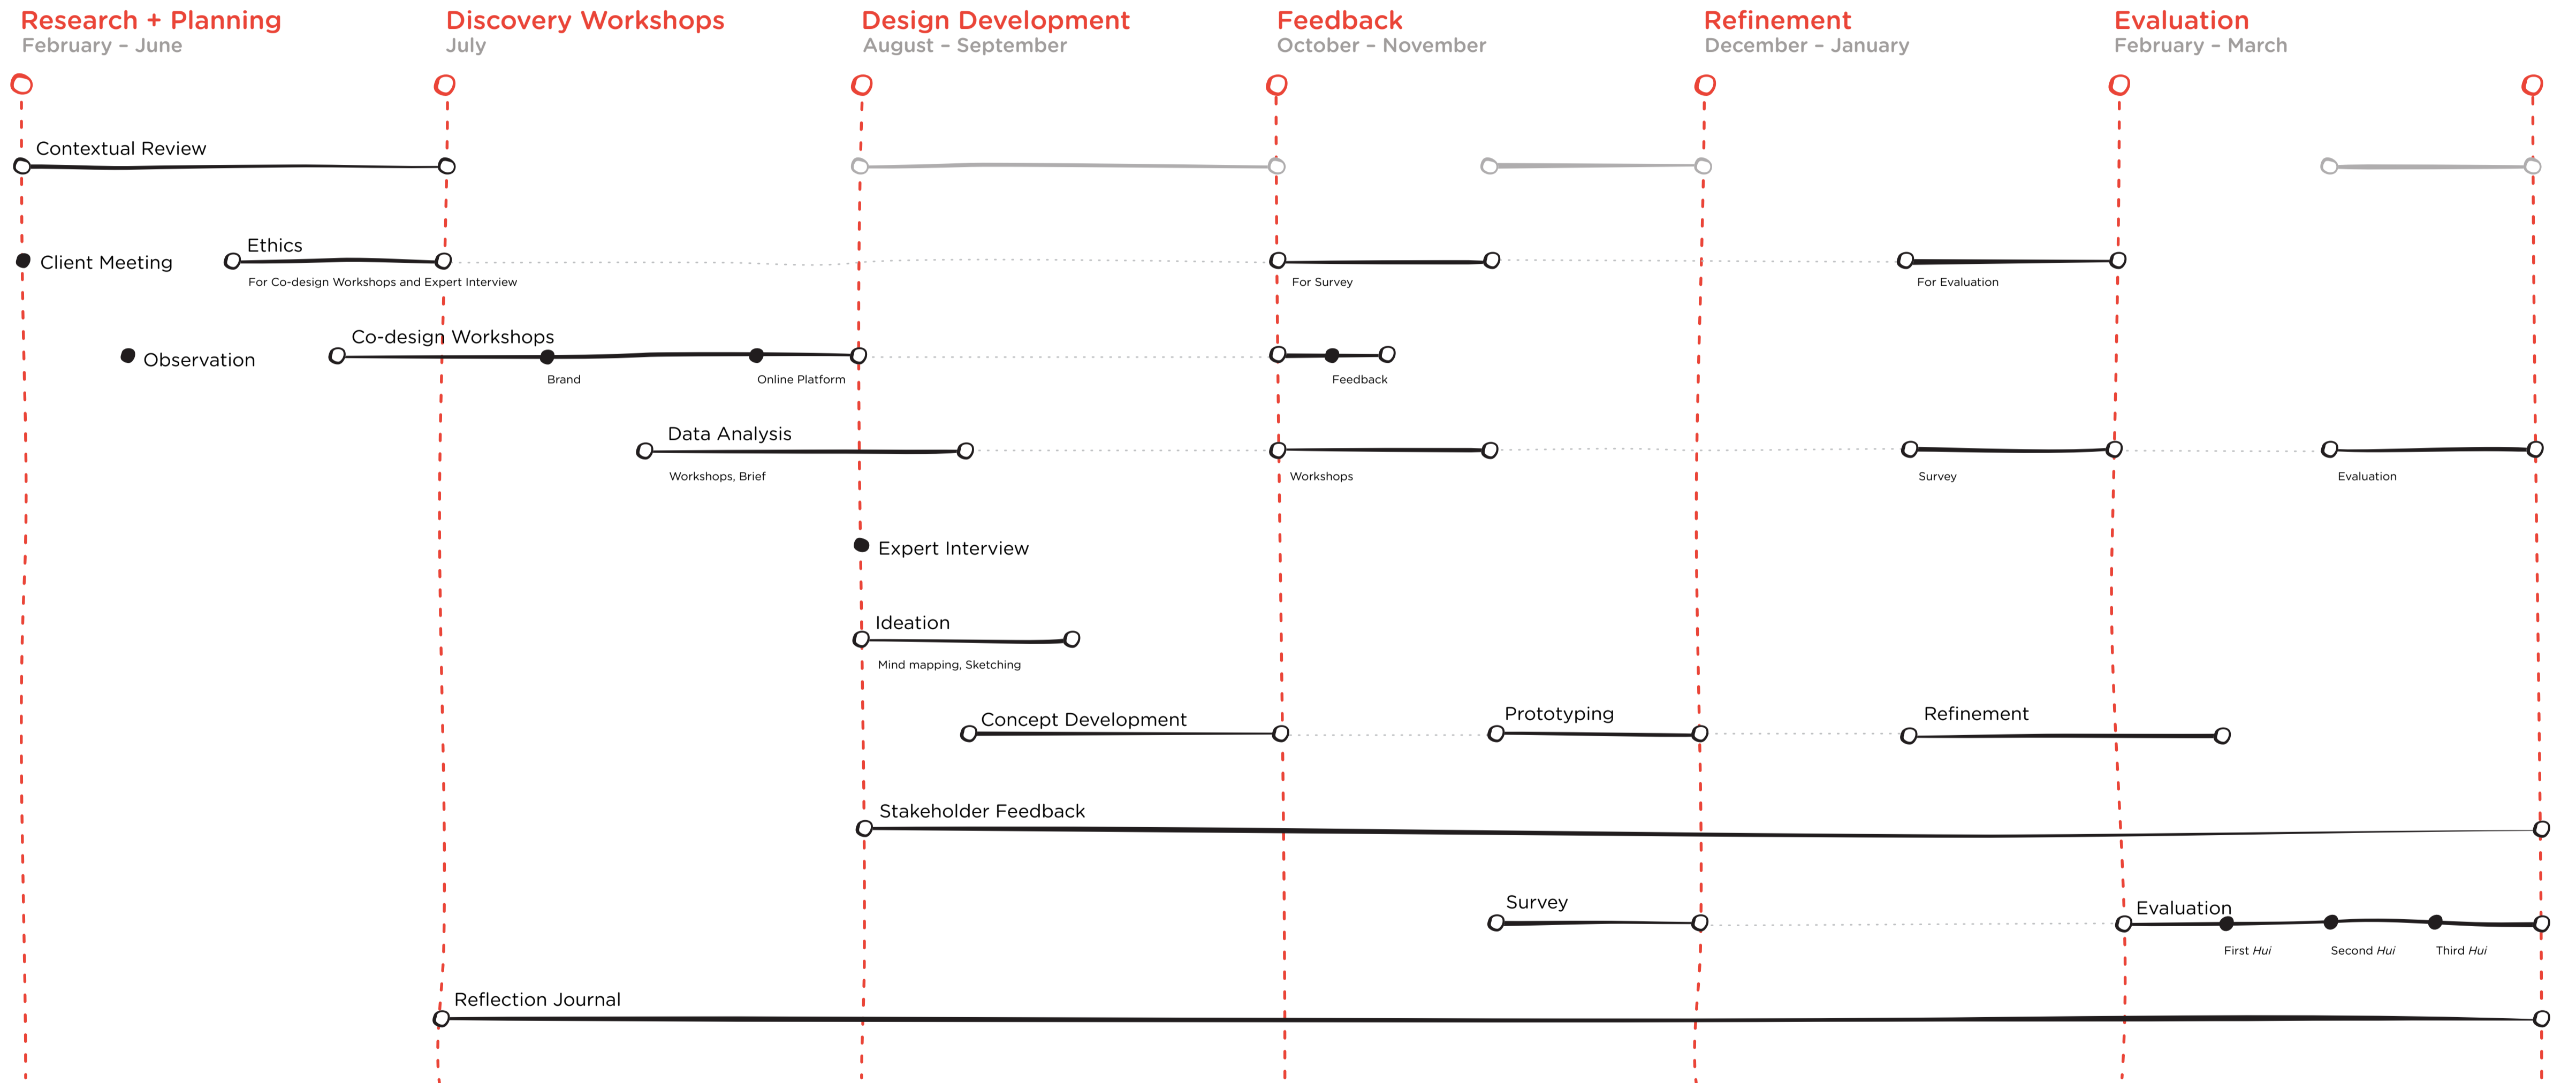 Research + Planning
February – June
Discovery Workshops
July
Design Development
August – September
Feedback
October – November
Refinement
December – January
Evaluation
February – March
Contextual Review
Client Meeting
Ethics
For Co-design Workshops and Expert Interview
For Survey
For Evaluation
Observation
Co-design Workshops
Brand
Online Platform
Feedback
Data Analysis
Workshops, Brief
Workshops
Survey
Evaluation
Expert Interview
Ideation
Mind mapping, Sketching
Concept Development
Prototyping
Refinement
Stakeholder Feedback
Survey
Evaluation
First Hui
Second Hui
Third Hui
Reflection Journal